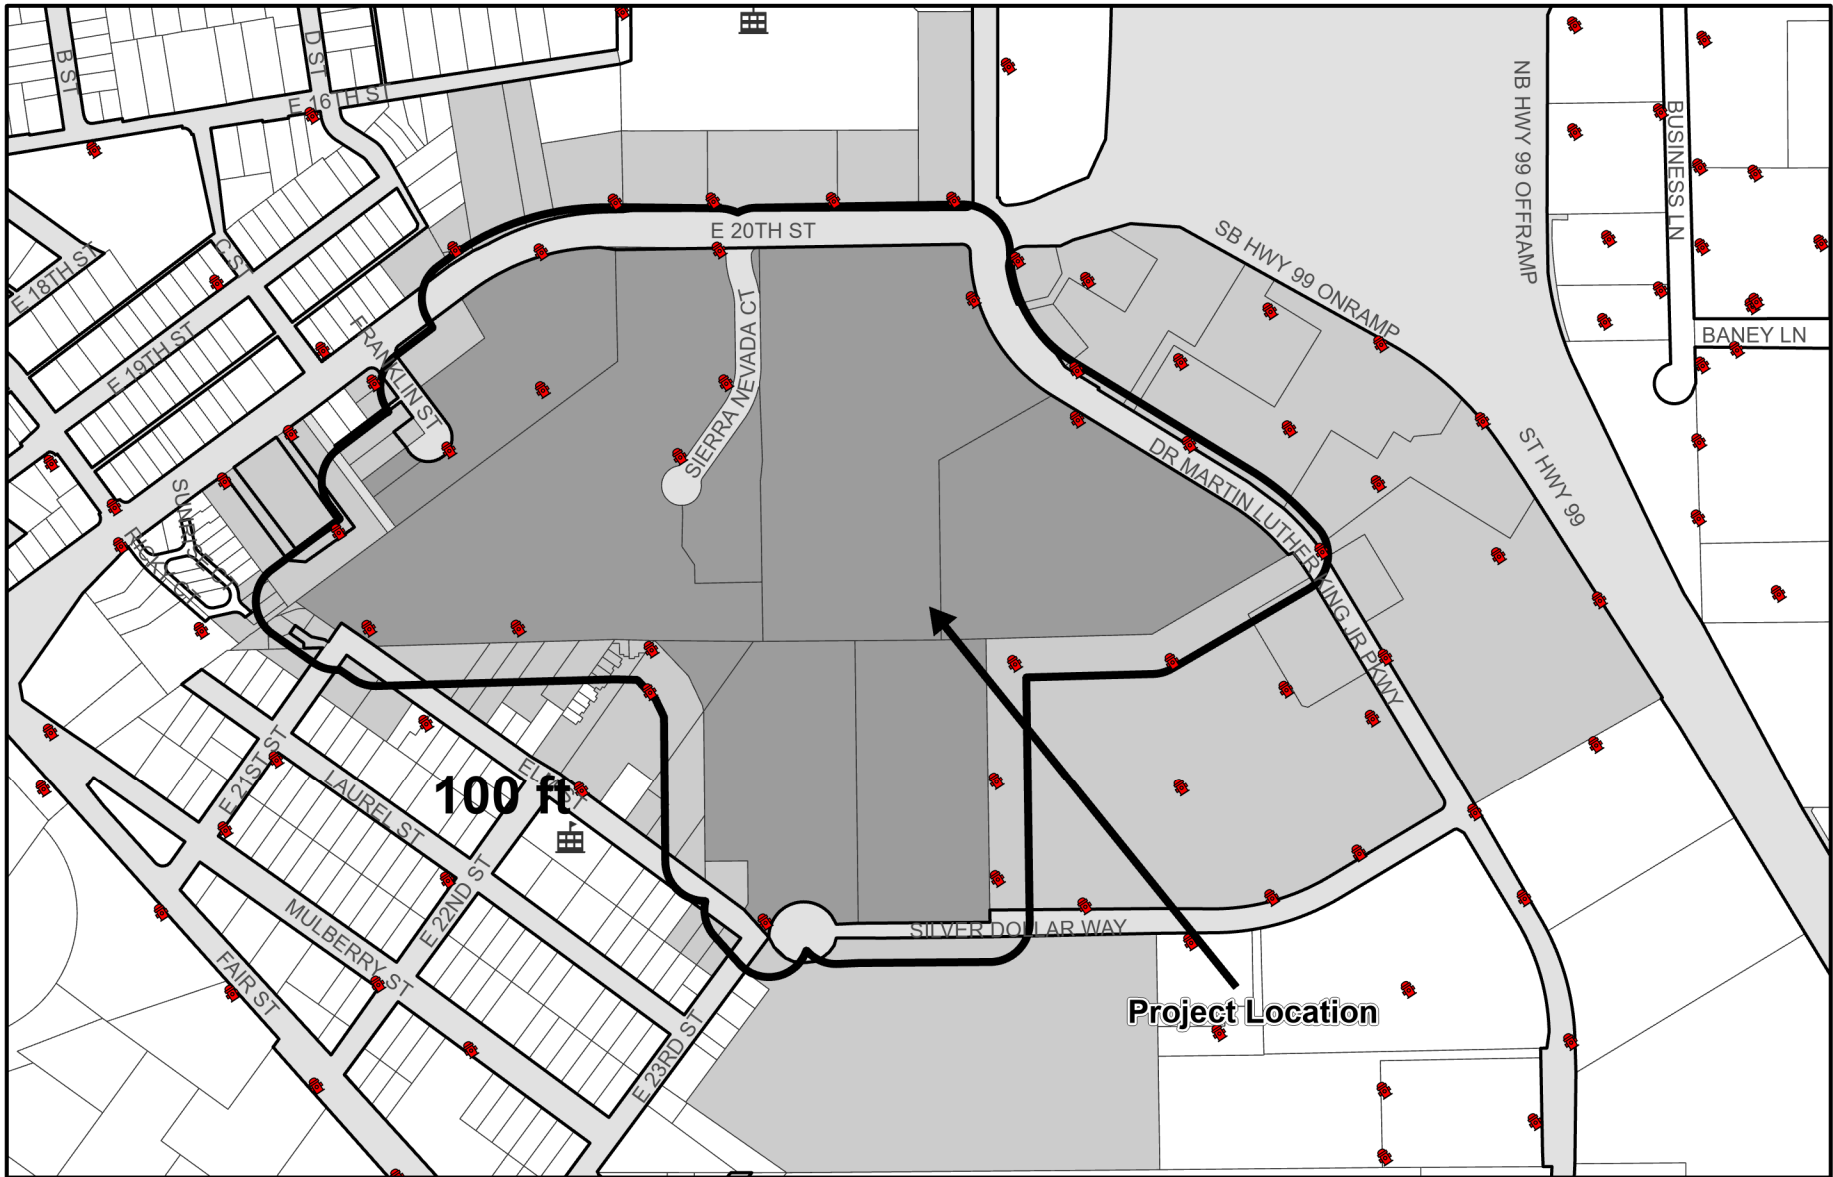 B ST
D ST
E 16TH ST
C ST
E 18TH ST
E 19TH ST
E 20TH ST
FRANKLIN ST
SIERRA NEVADA CT
SB HWY 99 ONRAMP
NB HWY 99 OFFRAMP
BUSINESS LN
BANEY LN
ST HWY 99
DR MARTIN LUTHER KING JR PKWY
E 21ST ST
LAUREL ST
100 ft
E 22ND ST
MULBERRY ST
FAIR ST
E 23RD ST
SILVER DOLLAR WAY
Project Location